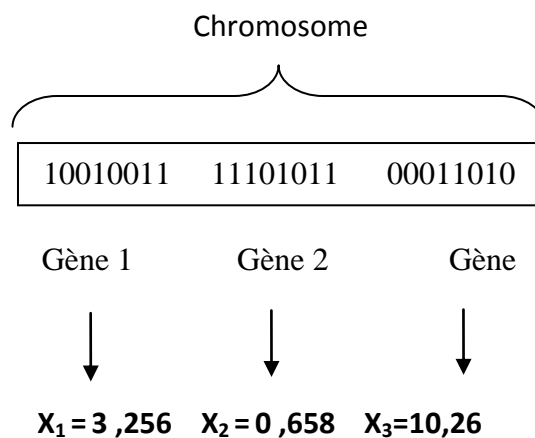 Chromosome
10010011 11101011 00011010
Gène 1 Gène 2 Gène
X₁ = 3 ,256 X₂ = 0 ,658 X₃=10,26